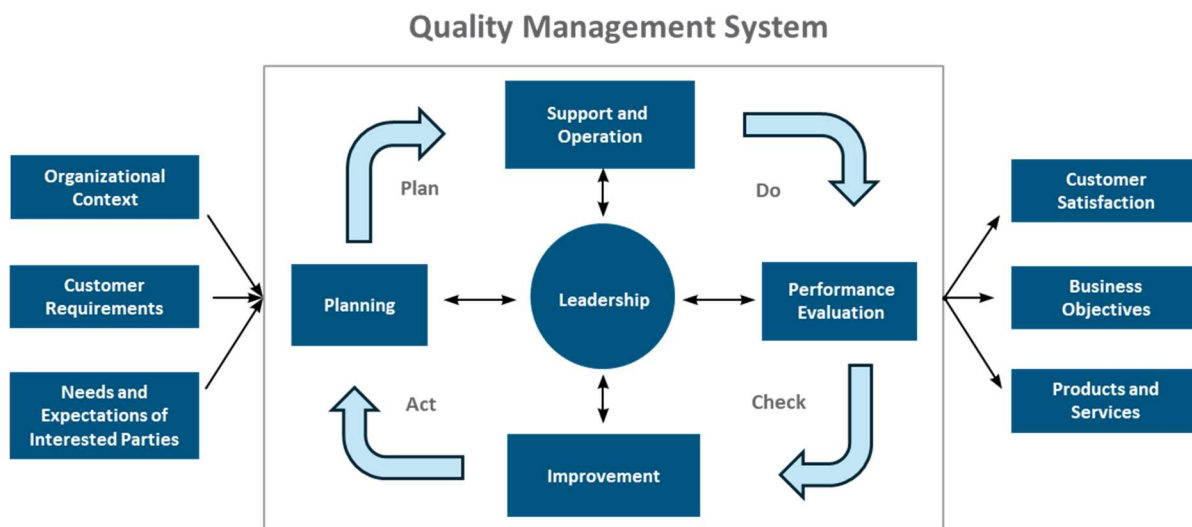 Quality Management System
Organizational
Context
Customer
Requirements
Needs and
Expectations of
Interested Parties
Support and
Operation
Plan
Do
Planning
Leadership
Performance
Evaluation
Act
Check
Improvement
Customer
Satisfaction
Business
Objectives
Products and
Services